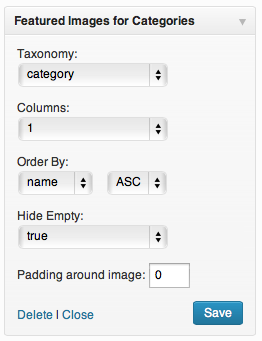 Featured Images for Categories
Taxonomy:
category
Columns:
1
Order By:
name ASC
Hide Empty:
true
Padding around image: 0
Delete | Close Save